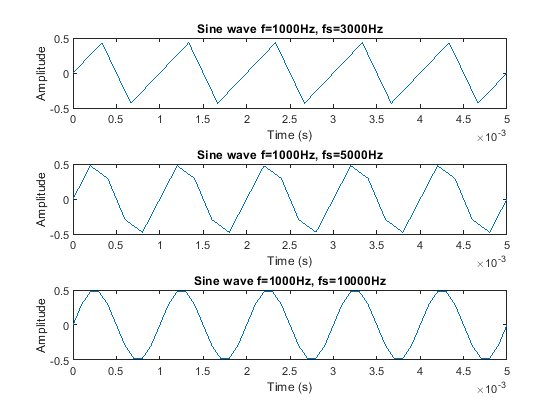 Sine wave f=1000Hz, fs=3000Hz
0.5
0
-0.5
Amplitude
0 0.5 1 1.5 2 2.5 3 3.5 4 4.5 5
Time (s)
×10⁻³
Sine wave f=1000Hz, fs=5000Hz
0.5
0
-0.5
Amplitude
0 0.5 1 1.5 2 2.5 3 3.5 4 4.5 5
Time (s)
×10⁻³
Sine wave f=1000Hz, fs=10000Hz
0.5
0
-0.5
Amplitude
0 0.5 1 1.5 2 2.5 3 3.5 4 4.5 5
Time (s)
×10⁻³